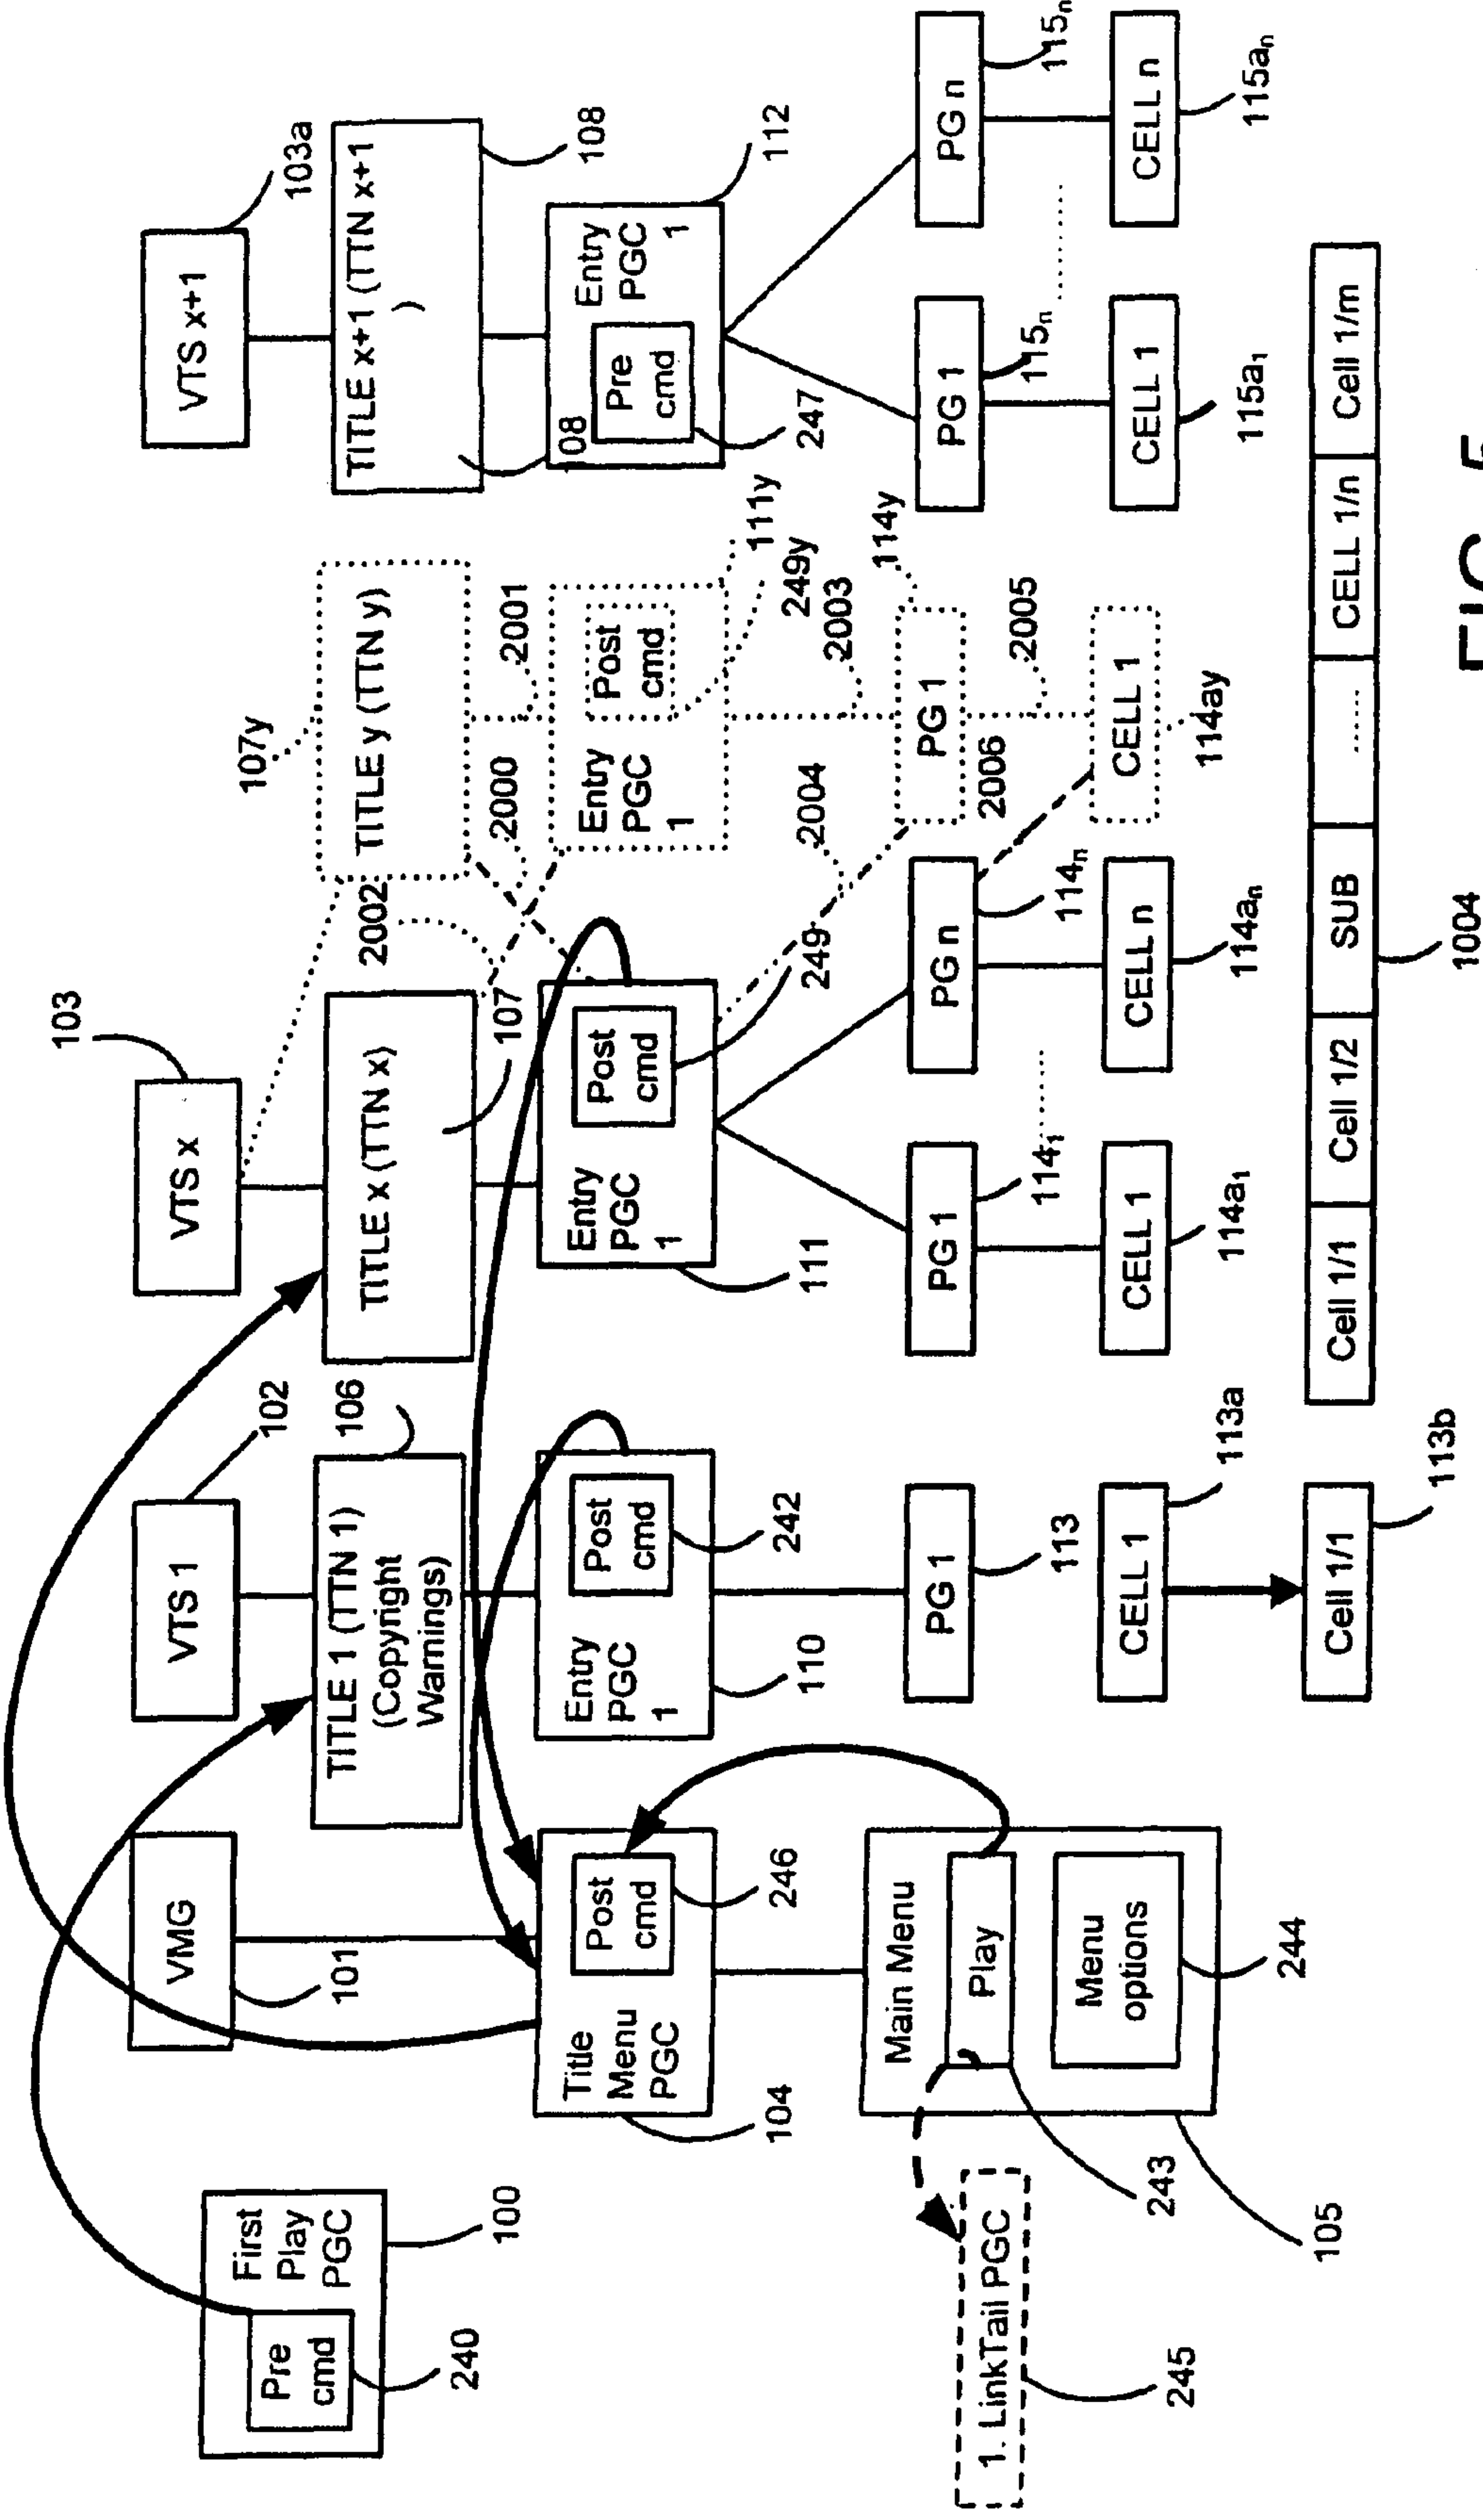 First
Play
PGC
Pre
cmd
240
100
VMG
101
Title
Menu
PGC
Post
cmd
246
104
Main Menu
Play
Menu
options
243
244
105
1. LinkTail PGC
245
VTS 1
102
TITLE 1 (TTN 1)
(Copyright
Warnings)
106
Entry
PGC
1
Post
cmd
242
110
PG 1
113
CELL 1
113a
Cell 1/1
113b
VTS x
103
TITLE x (TTN x)
107
Entry
PGC
1
Post
cmd
249
111
PG 1
114₁
PG n
114ₙ
CELL 1
114a₁
CELL n
114aₙ
107y
TITLE y (TTN y)
2002
2000
2001
Entry
PGC
1
Post
cmd
111y
249y
2004
2003
114y
PG 1
2006
2005
CELL 1
114ay
VTS x+1
103a
TITLE x+1 (TTN x+1
)
108
08
Entry
PGC
1
Pre
cmd
247
112
PG 1
115ₙ
PG n
115ₙ
CELL 1
115a₁
CELL n
115aₙ
Cell 1/1
Cell 1/2
SUB
CELL 1/n
Cell 1/m
1004